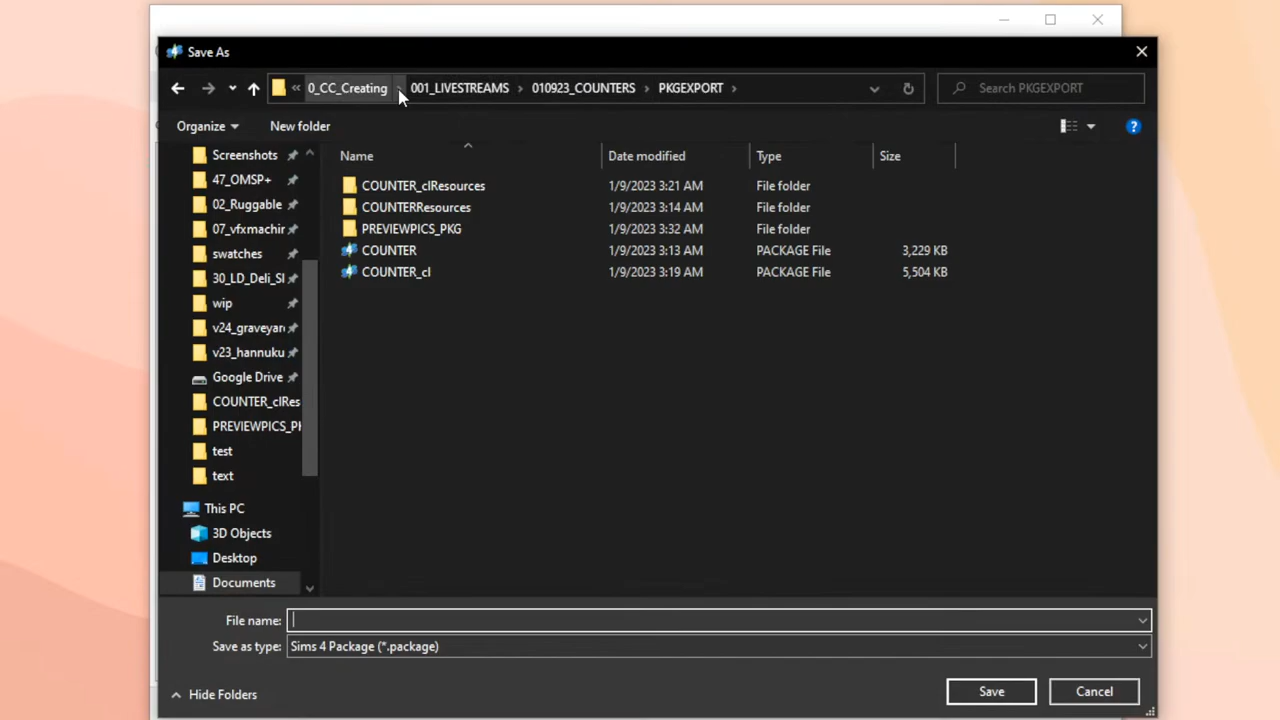 Save As
« 0_CC_Creating › 001_LIVESTREAMS › 010923_COUNTERS › PKGEXPORT ›
Search PKGEXPORT
Organize
New folder
Name Date modified Type Size
Screenshots
47_OMSP+
02_Ruggable
07_vfxmachin
swatches
30_LD_Deli_Sl
wip
v24_graveyard
v23_hannuku
Google Drive
COUNTER_clRes
PREVIEWPICS_PK
test
text
This PC
3D Objects
Desktop
Documents
COUNTER_clResources 1/9/2023 3:21 AM File folder
COUNTERResources 1/9/2023 3:14 AM File folder
PREVIEWPICS_PKG 1/9/2023 3:32 AM File folder
COUNTER 1/9/2023 3:13 AM PACKAGE File 3,229 KB
COUNTER_cl 1/9/2023 3:19 AM PACKAGE File 5,504 KB
File name:
Save as type: Sims 4 Package (*.package)
Hide Folders
Save
Cancel